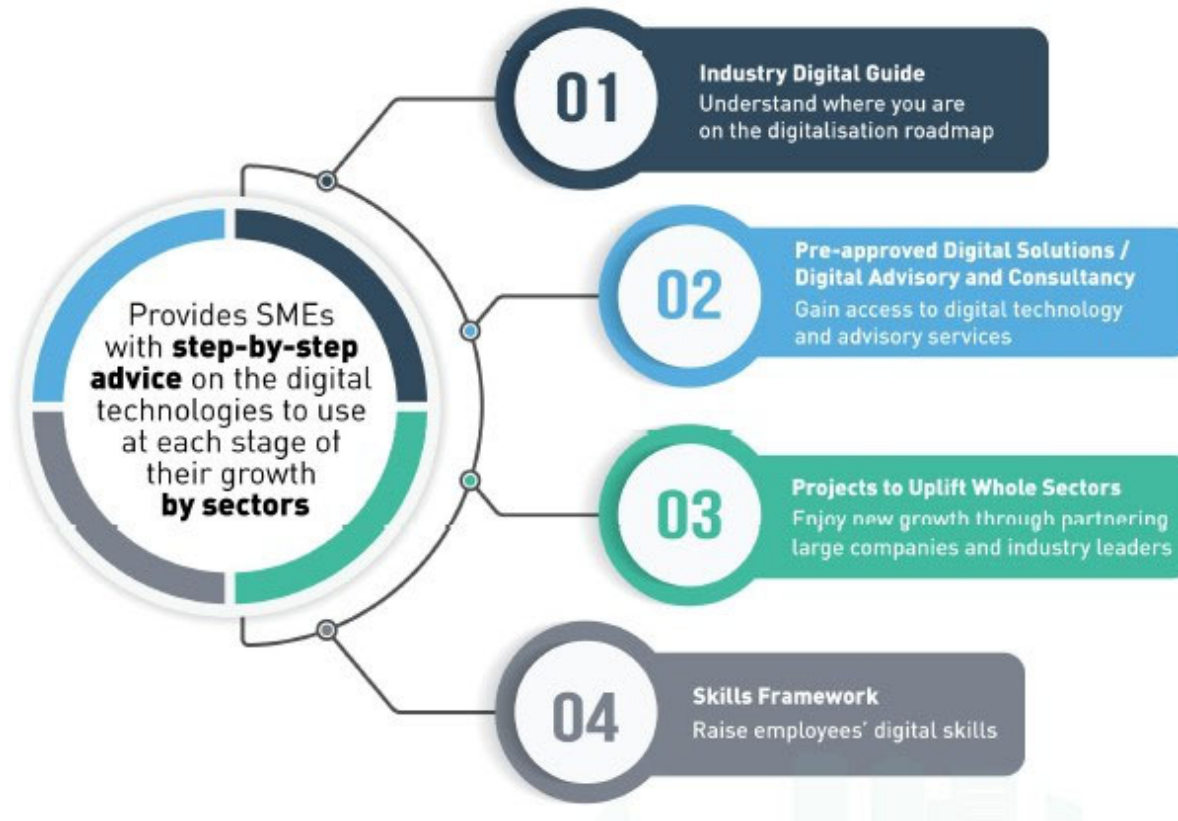 Provides SMEs
with step-by-step
advice on the digital
technologies to use
at each stage of
their growth
by sectors
01
Industry Digital Guide
Understand where you are
on the digitalisation roadmap
02
Pre-approved Digital Solutions /
Digital Advisory and Consultancy
Gain access to digital technology
and advisory services
03
Projects to Uplift Whole Sectors
Enjoy new growth through partnering
large companies and industry leaders
04
Skills Framework
Raise employees’ digital skills